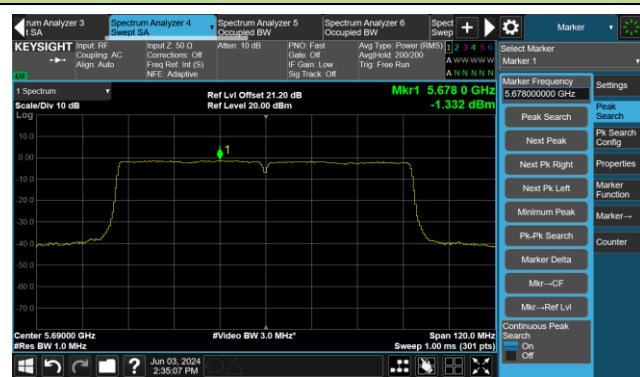 rum Analyzer 3
t SA
Spectrum Analyzer 4
Swept SA
Spectrum Analyzer 5
Occupied BW
Spectrum Analyzer 6
Occupied BW
Spect
Swep
+
Marker
KEYSIGHT
LW
Input: RF
Coupling: AC
Align: Auto
Input Z: 50 Ω
Corrections: Off
Freq Ref: Int (S)
NFE: Adaptive
Atten: 10 dB
PNO: Fast
Gate: Off
IF Gain: Low
Sig Track: Off
Avg Type: Power (RMS)
Avg|Hold: 200/200
Trig: Free Run
1 2 3 4 5 6
A W W W W W
A N N N N N
Select Marker
Marker 1
1 Spectrum
Scale/Div 10 dB
Log
Ref Lvl Offset 21.20 dB
Ref Level 20.00 dBm
Mkr1 5.678 0 GHz
-1.332 dBm
10.0
0.00
-10.0
-20.0
-30.0
-40.0
-50.0
-60.0
-70.0
1
Center 5.69000 GHz
#Res BW 1.0 MHz
#Video BW 3.0 MHz*
Span 120.0 MHz
Sweep 1.00 ms (301 pts)
Marker Frequency
5.678000000 GHz
Peak Search
Next Peak
Next Pk Right
Next Pk Left
Minimum Peak
Pk-Pk Search
Marker Delta
Mkr→CF
Mkr→Ref Lvl
Continuous Peak
Search
On
Off
Settings
Peak
Search
Pk Search
Config
Properties
Marker
Function
Marker→
Counter
?
Jun 03, 2024
2:35:07 PM